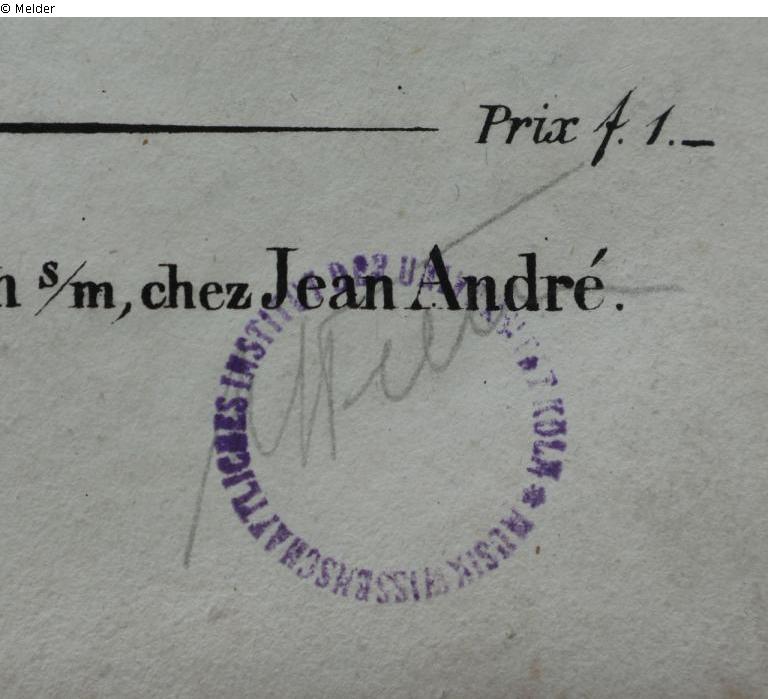 © Melder
Prix f. 1.—
s/m, chez Jean André.
MUSIKWISSENSCHAFTLICHES INSTITUT DER UNIVERSITÄT KÖLN *